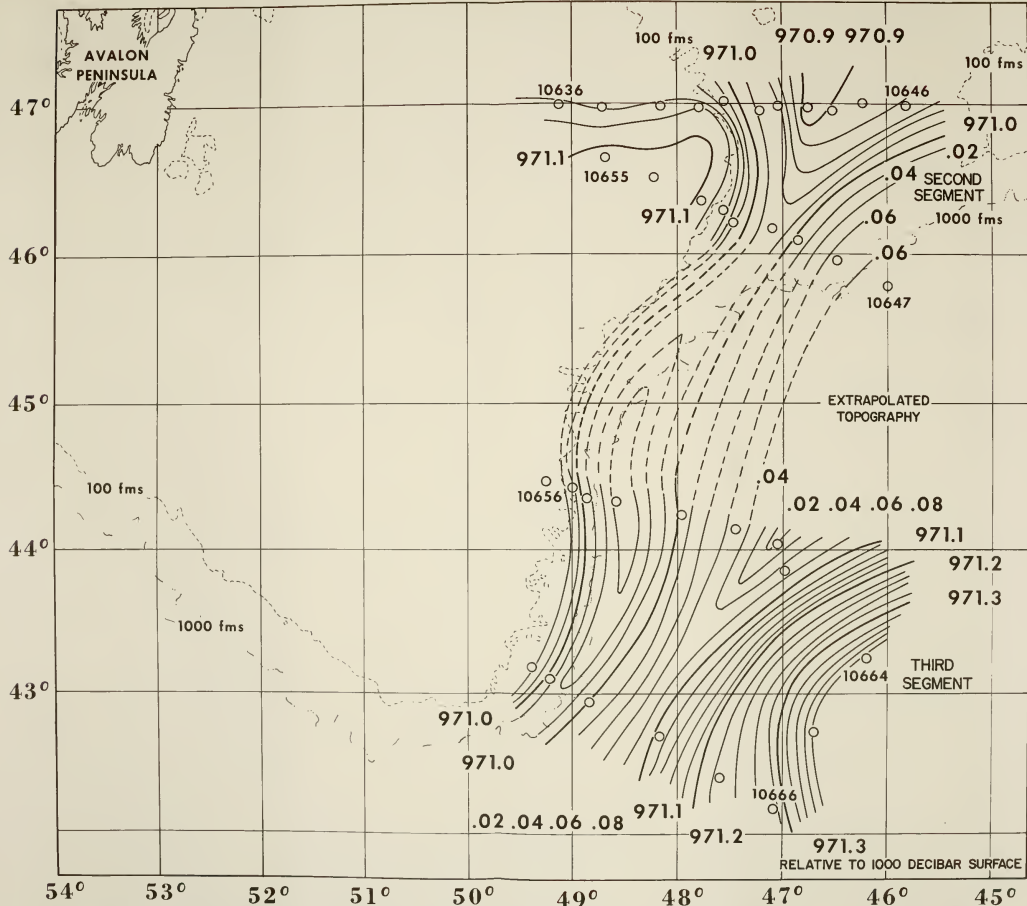 100 fms
970.9 970.9
971.0
AVALON
PENINSULA
100 fms
10636
10646
47°
971.0
.02
971.1
10655
.04
SECOND
SEGMENT
971.1
.06
1000 fms
46°
.06
10647
45°
EXTRAPOLATED
TOPOGRAPHY
.04
100 fms
10656
.02 .04 .06 .08
44°
971.1
971.2
971.3
1000 fms
10664
THIRD
SEGMENT
43°
971.0
971.0
10666
.02 .04 .06 .08
971.1
971.2
971.3
RELATIVE TO 1000 DECIBAR SURFACE
54° 53° 52° 51° 50° 49° 48° 47° 46° 45°